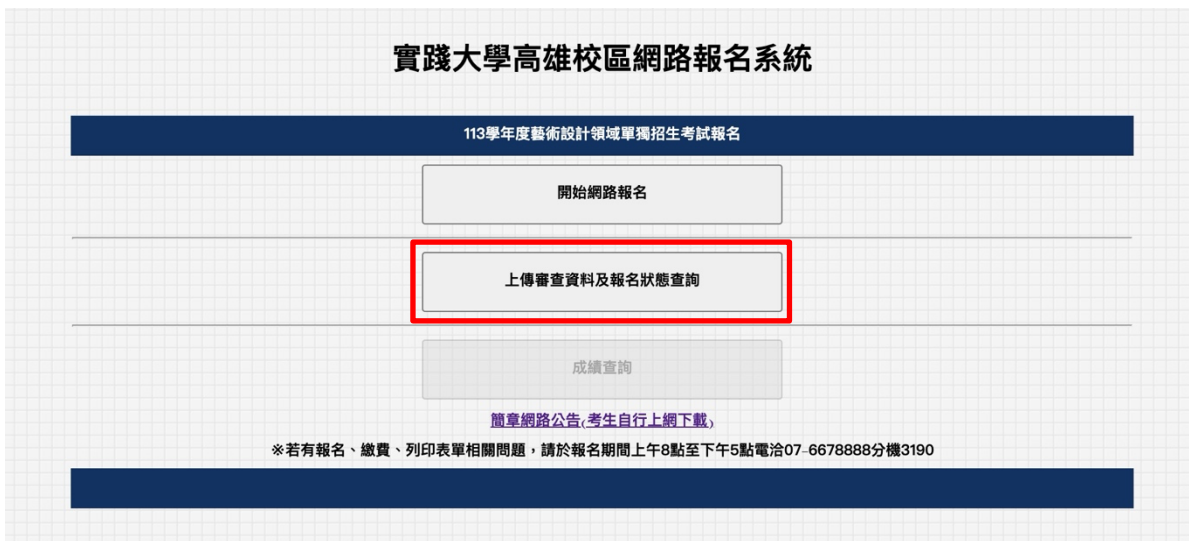 實踐大學高雄校區網路報名系統
113學年度藝術設計領域單獨招生考試報名
開始網路報名
上傳審查資料及報名狀態查詢
成績查詢
簡章網路公告(考生自行上網下載)
※若有報名、繳費、列印表單相關問題，請於報名期間上午8點至下午5點電洽07-6678888分機3190